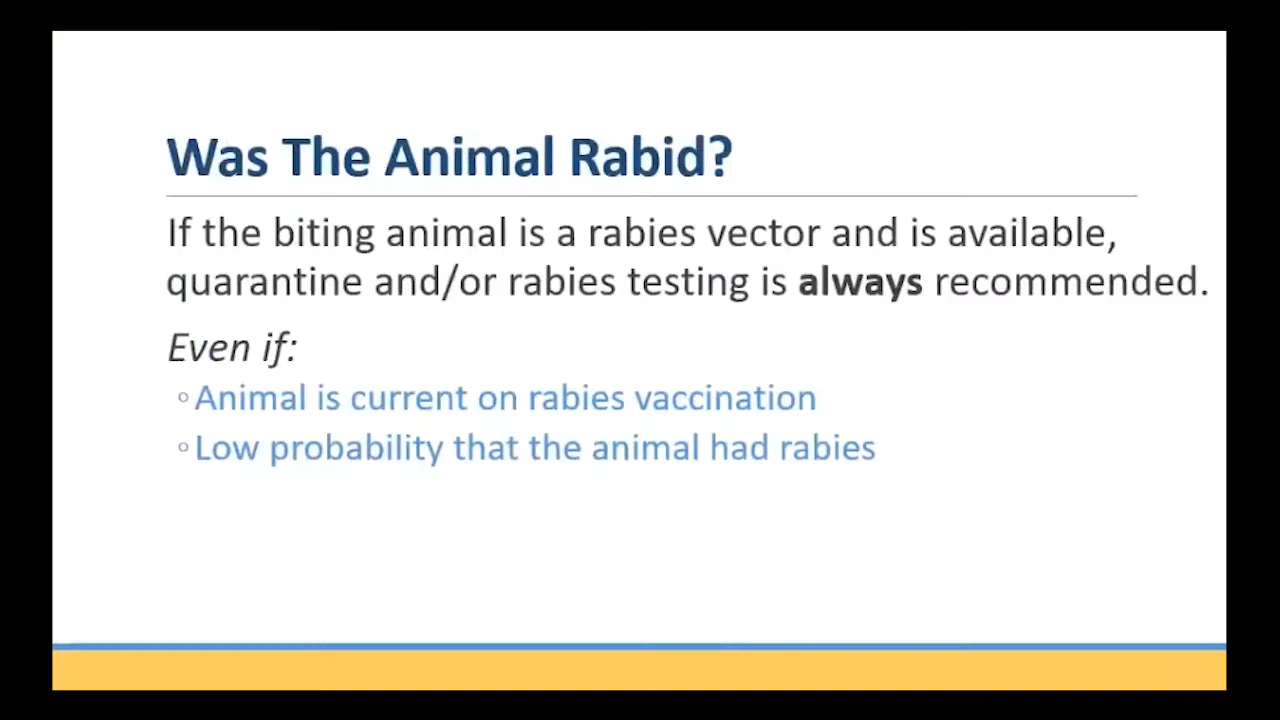 Was The Animal Rabid?
If the biting animal is a rabies vector and is available,
quarantine and/or rabies testing is always recommended.
Even if:
◦Animal is current on rabies vaccination
◦Low probability that the animal had rabies